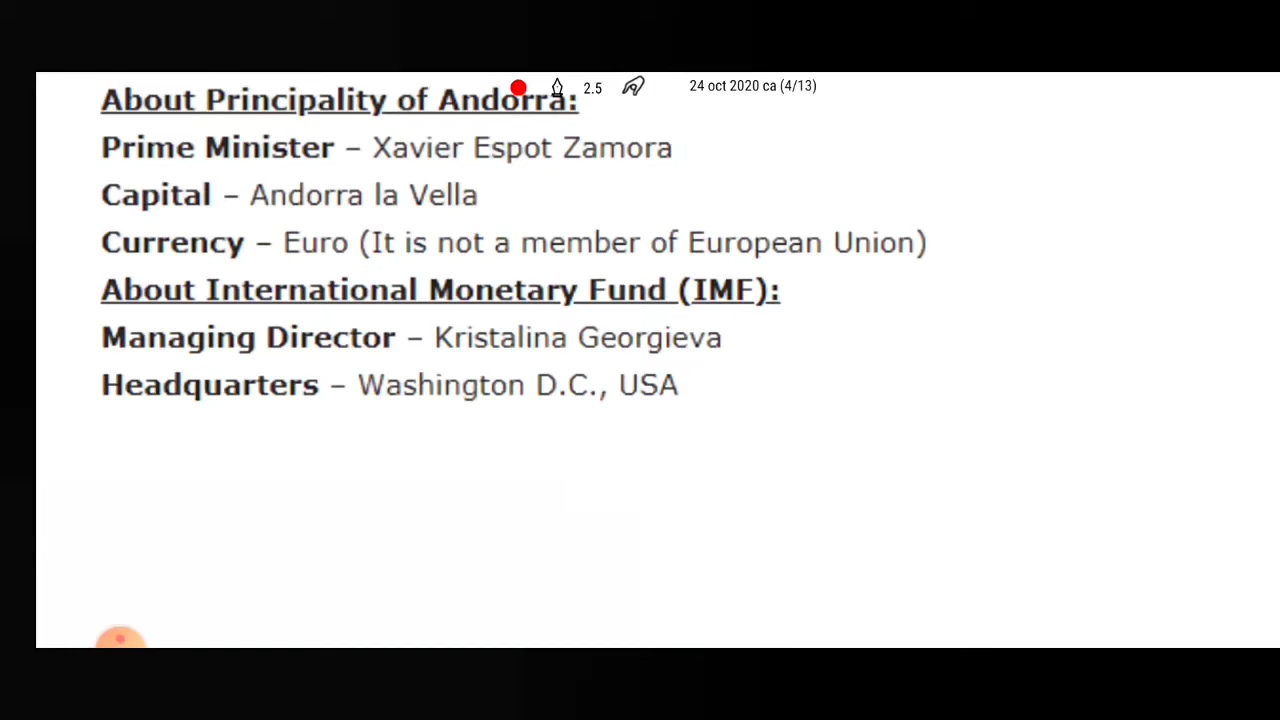 2.5 24 oct 2020 ca (4/13)
About Principality of Andorra:
Prime Minister – Xavier Espot Zamora
Capital – Andorra la Vella
Currency – Euro (It is not a member of European Union)
About International Monetary Fund (IMF):
Managing Director – Kristalina Georgieva
Headquarters – Washington D.C., USA